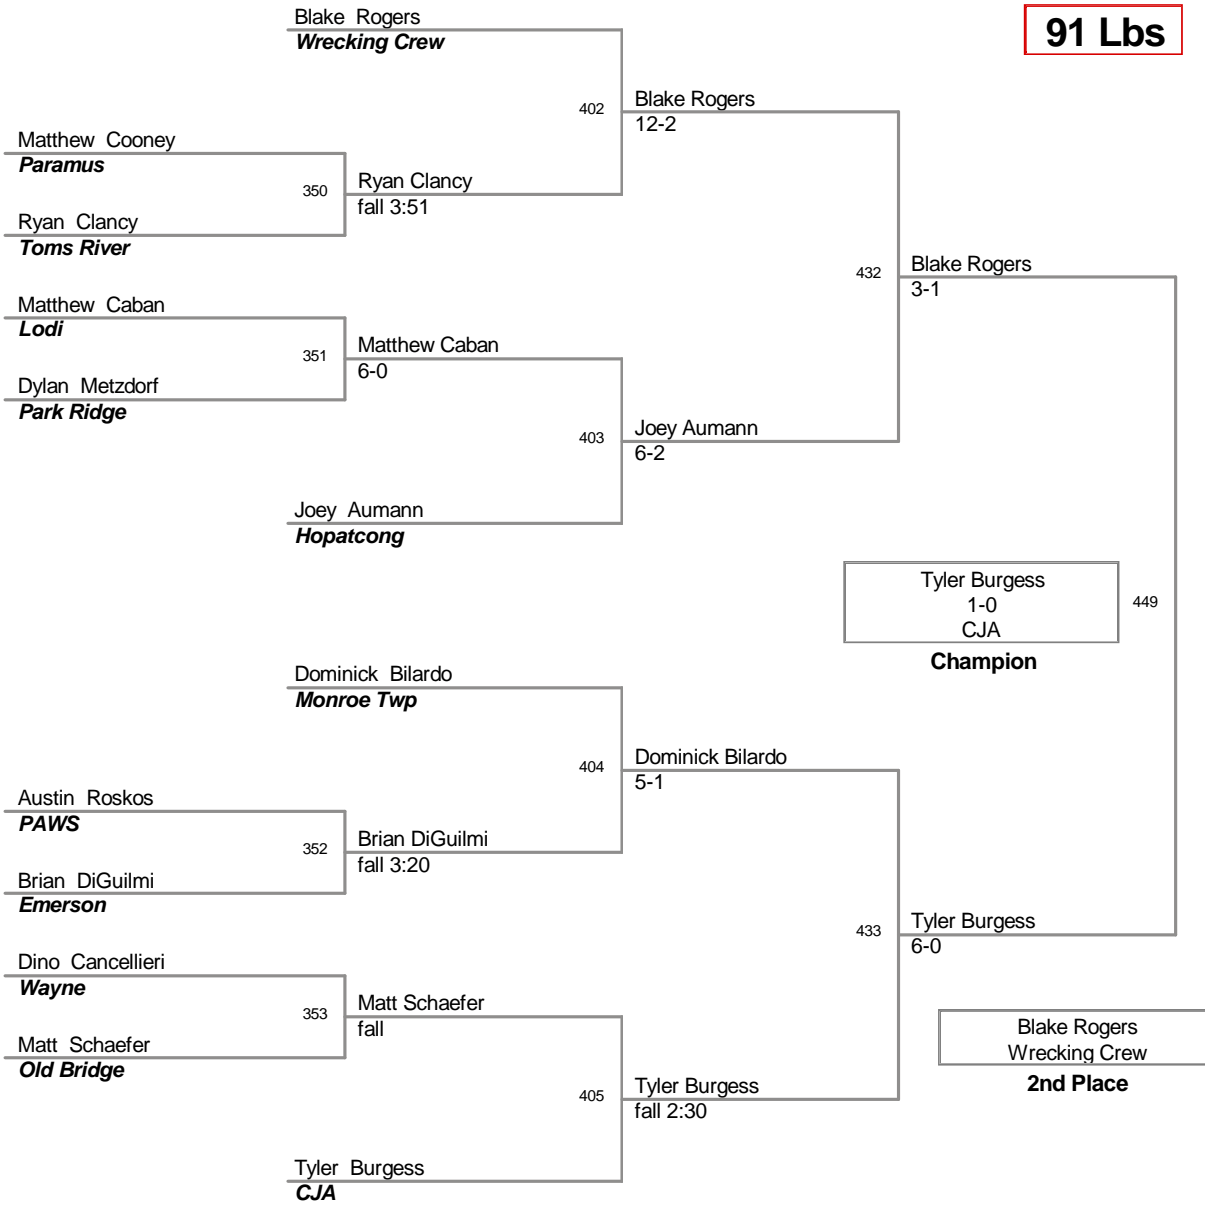 Blake Rogers
Wrecking Crew
91 Lbs
402
Blake Rogers
12-2
Matthew Cooney
Paramus
350
Ryan Clancy
fall 3:51
Ryan Clancy
Toms River
432
Blake Rogers
3-1
Matthew Caban
Lodi
351
Matthew Caban
6-0
Dylan Metzdorf
Park Ridge
403
Joey Aumann
6-2
Joey Aumann
Hopatcong
Tyler Burgess
1-0
CJA
449
Champion
Dominick Bilardo
Monroe Twp
404
Dominick Bilardo
5-1
Austin Roskos
PAWS
352
Brian DiGuilmi
fall 3:20
Brian DiGuilmi
Emerson
433
Tyler Burgess
6-0
Dino Cancellieri
Wayne
353
Matt Schaefer
fall
Matt Schaefer
Old Bridge
Blake Rogers
Wrecking Crew
2nd Place
405
Tyler Burgess
fall 2:30
Tyler Burgess
CJA